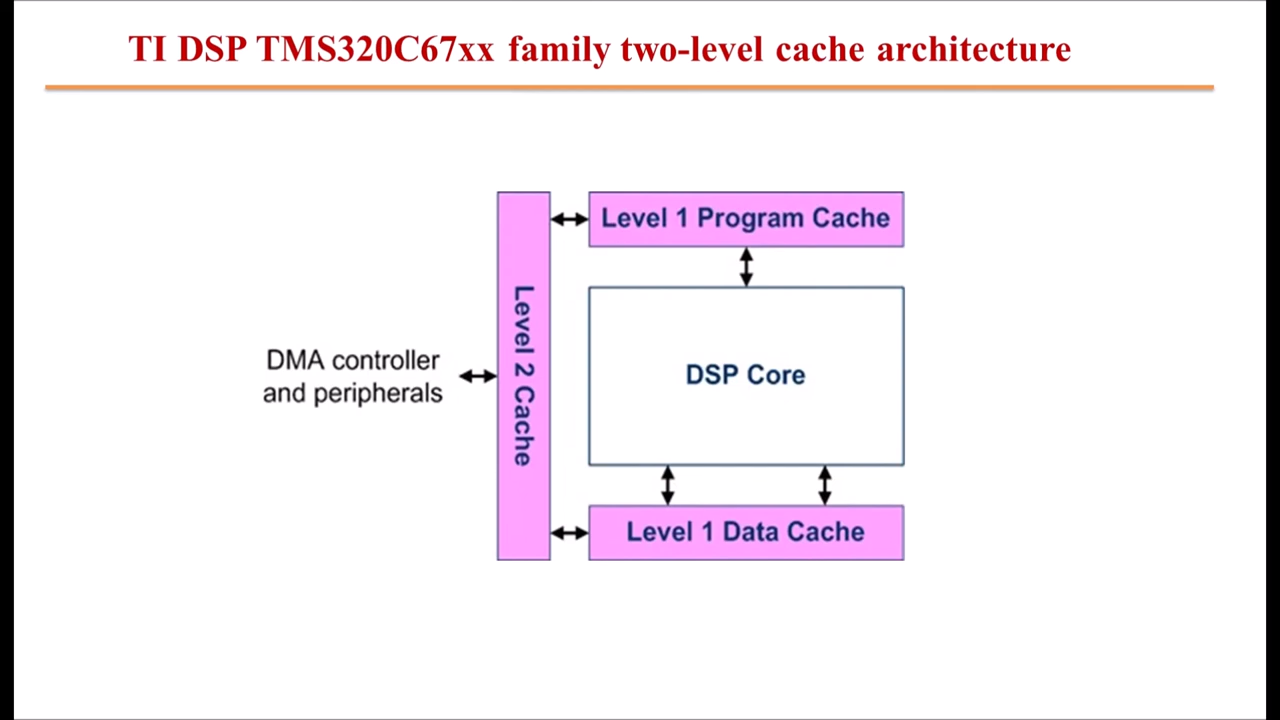 TI DSP TMS320C67xx family two-level cache architecture
Level 1 Program Cache
Level 2 Cache
DSP Core
DMA controller
and peripherals
Level 1 Data Cache